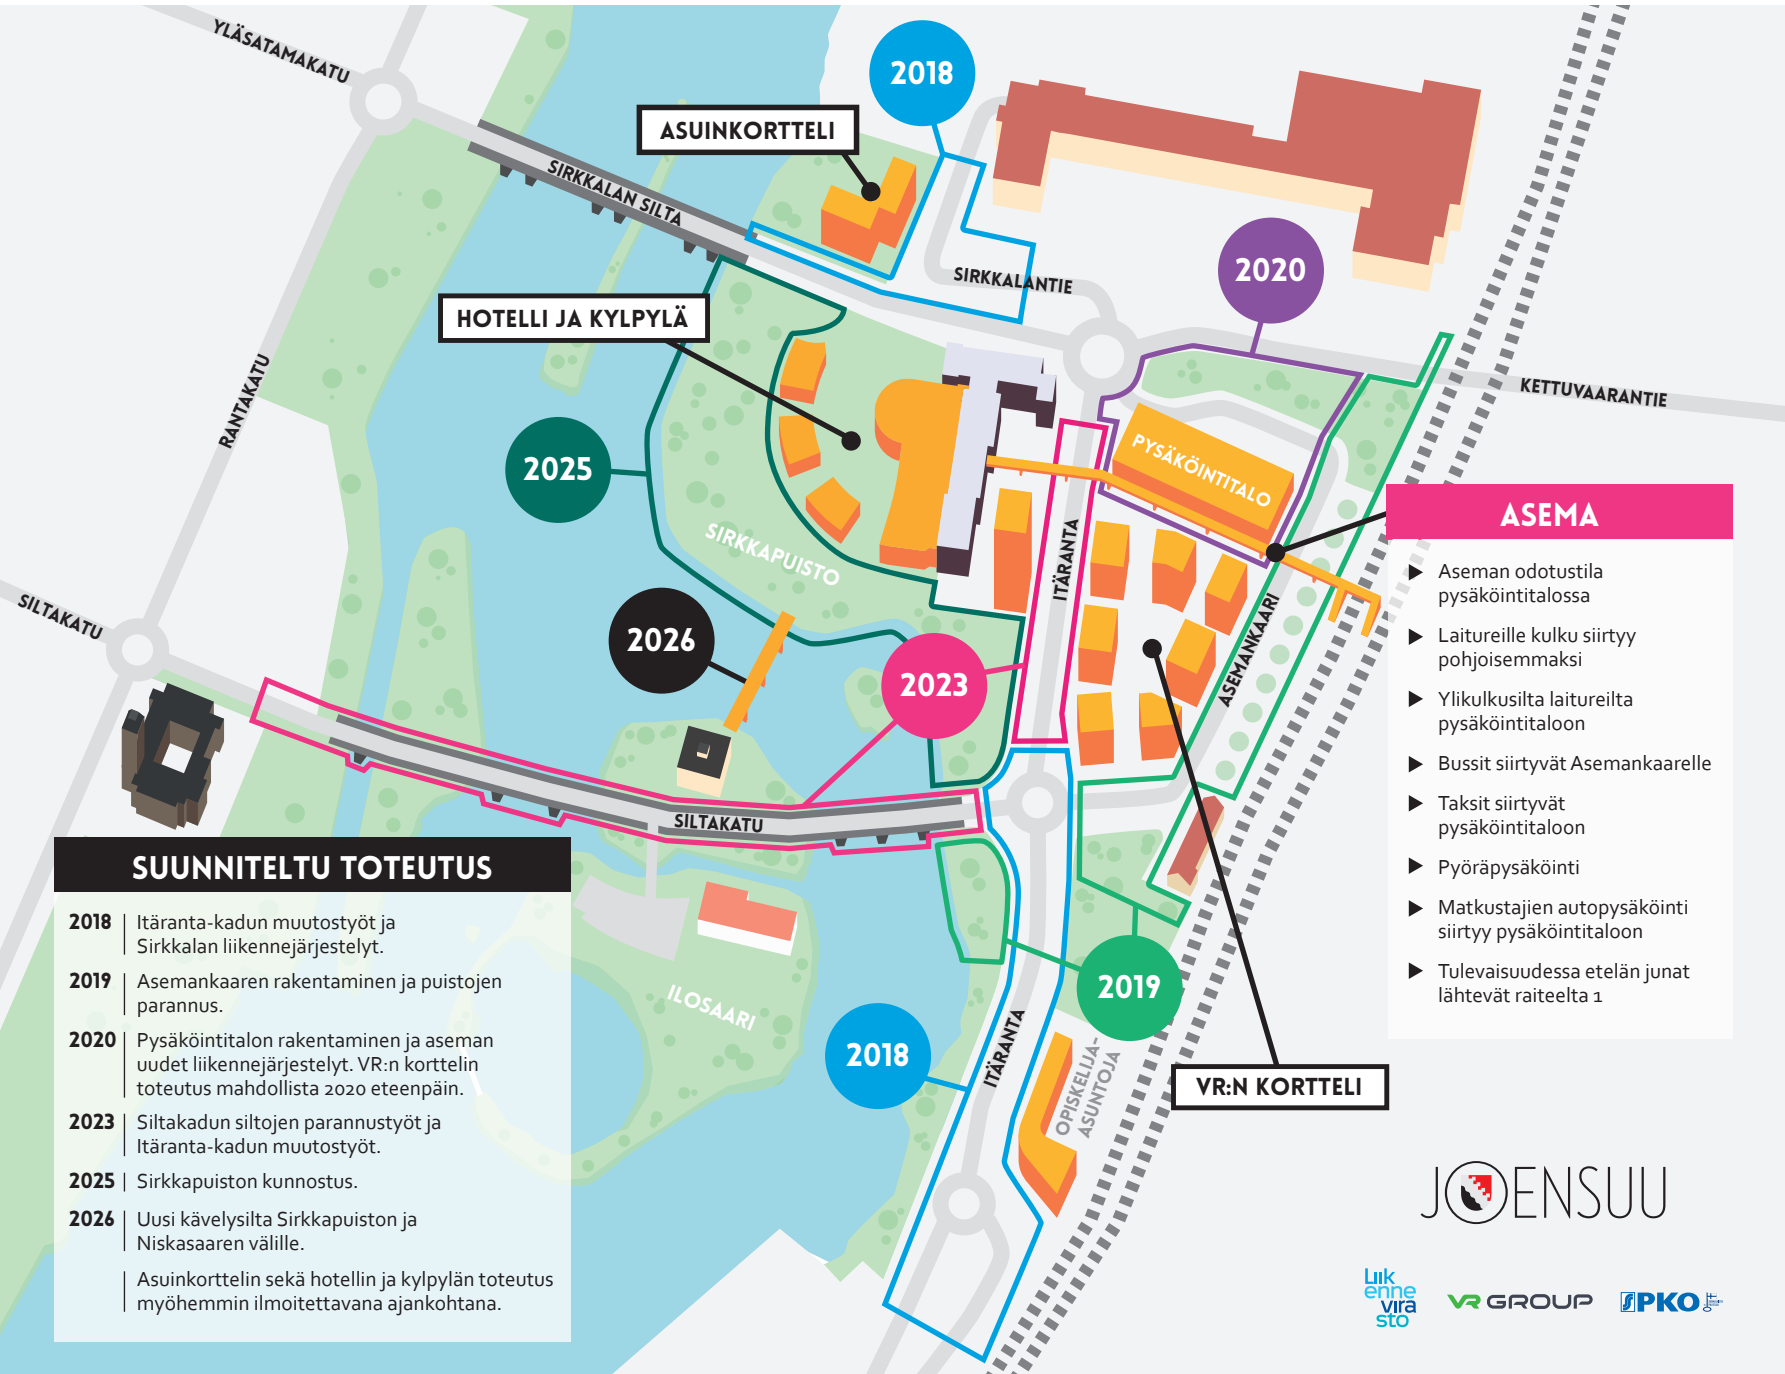 YLÄSATAMAKATU
2018
ASUINKORTTELI
SIRKKALAN SILTA
2020
SIRKKALANTIE
HOTELLI JA KYLPYLÄ
RANTAKATU
KETTUVAARANTIE
2025
PYSÄKÖINTITALO
SIRKKAPUISTO
ITÄRANTA
ASEMANKAARI
SILTAKATU
2026
2023
SILTAKATU
ILOSAARI
2019
2018
ITÄRANTA
OPISKELIJA-
ASUNTOJA
VR:N KORTTELI
ASEMA
Aseman odotustila
pysäköintitalossa
Laitureille kulku siirtyy
pohjoisemmaksi
Ylikulkusilta laitureilta
pysäköintitaloon
Bussit siirtyvät Asemankaarelle
Taksit siirtyvät
pysäköintitaloon
Pyöräpysäköinti
Matkustajien autopysäköinti
siirtyy pysäköintitaloon
Tulevaisuudessa etelän junat
lähtevät raiteelta 1
SUUNNITELTU TOTEUTUS
2018 Itäranta-kadun muutostyöt ja
Sirkkalan liikennejärjestelyt.
2019 Asemankaaren rakentaminen ja puistojen
parannus.
2020 Pysäköintitalon rakentaminen ja aseman
uudet liikennejärjestelyt. VR:n korttelin
toteutus mahdollista 2020 eteenpäin.
2023 Siltakadun siltojen parannustyöt ja
Itäranta-kadun muutostyöt.
2025 Sirkkapuiston kunnostus.
2026 Uusi kävelysilta Sirkkapuiston ja
Niskasaaren välille.
Asuinkorttelin sekä hotellin ja kylpylän toteutus
myöhemmin ilmoitettavana ajankohtana.
JOENSUU
Liik
enne
vira
sto
VR GROUP
PKO